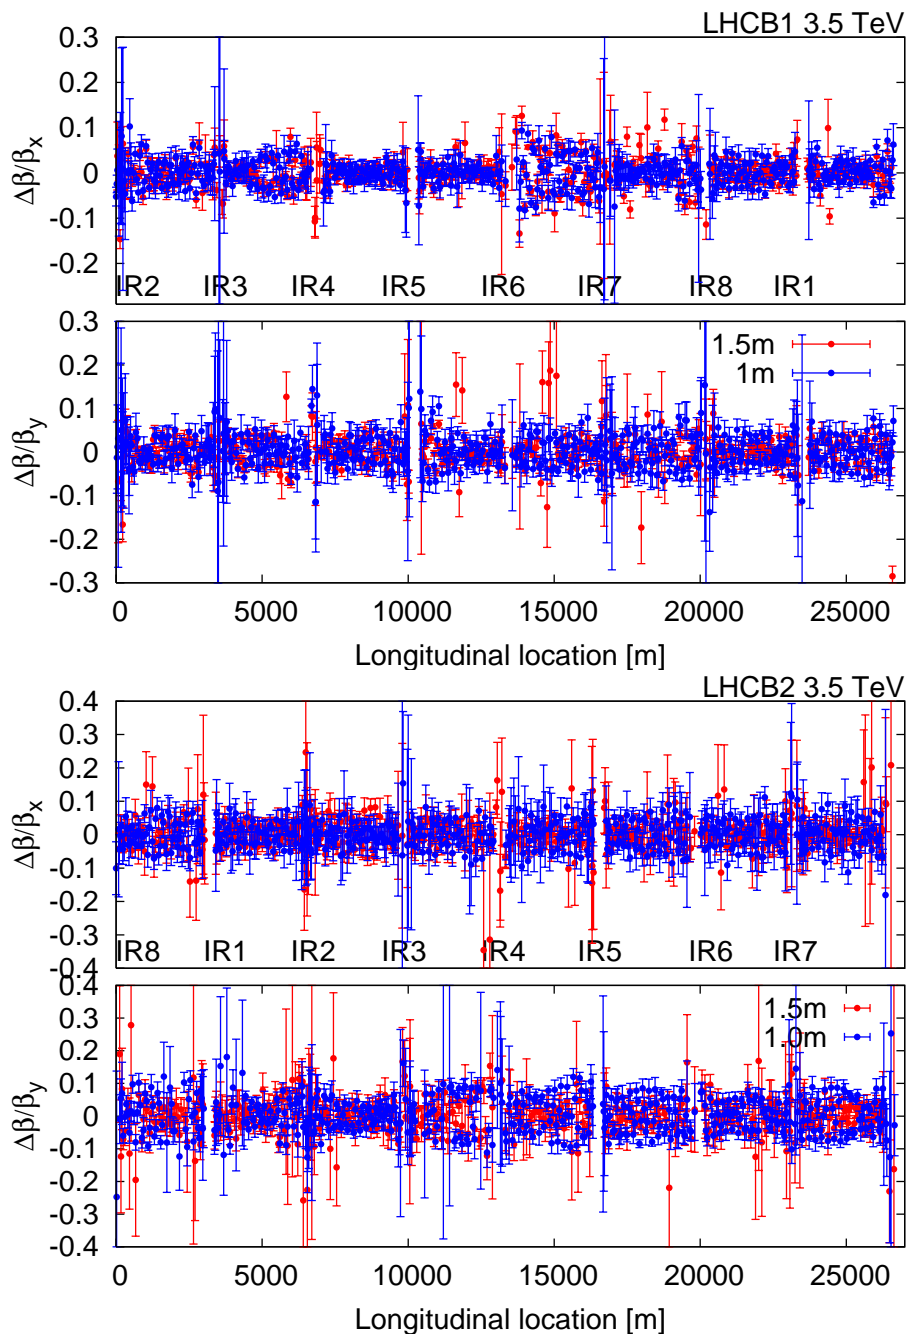 LHCB1 3.5 TeV
0.3
0.2
0.1
0
-0.1
-0.2
Δβ/βx
IR2 IR3 IR4 IR5 IR6 IR7 IR8 IR1
0.3
0.2
0.1
0
-0.1
-0.2
-0.3
Δβ/βy
1.5m
1m
0 5000 10000 15000 20000 25000
Longitudinal location [m]
LHCB2 3.5 TeV
0.4
0.3
0.2
0.1
0
-0.1
-0.2
-0.3
-0.4
Δβ/βx
IR8 IR1 IR2 IR3 IR4 IR5 IR6 IR7
0.4
0.3
0.2
0.1
0
-0.1
-0.2
-0.3
-0.4
Δβ/βy
1.5m
1.0m
0 5000 10000 15000 20000 25000
Longitudinal location [m]